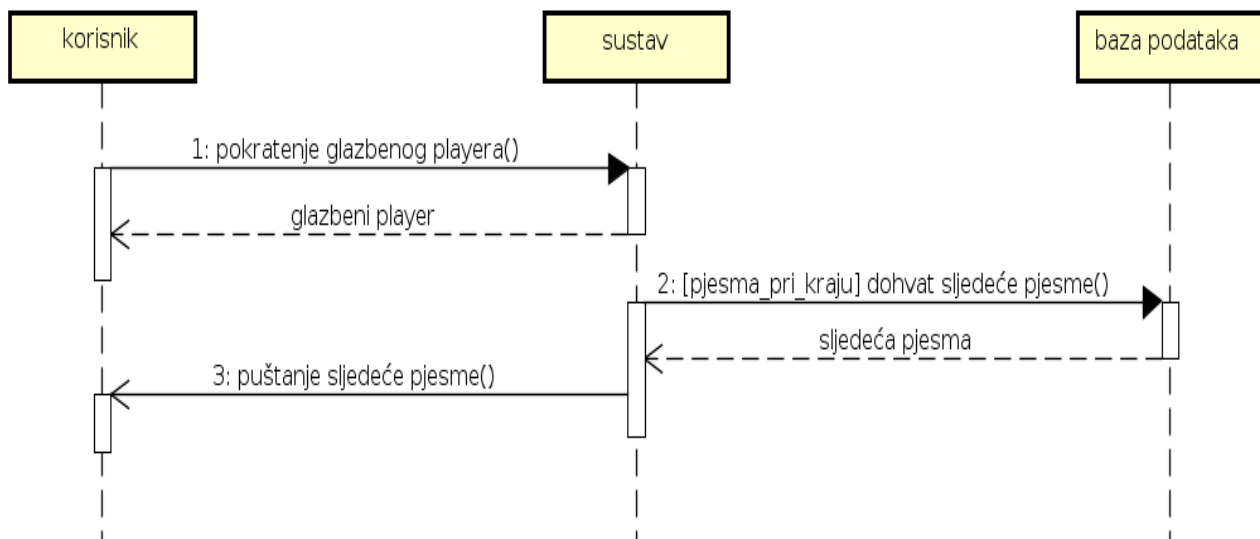 korisnik
sustav
baza podataka
1: pokratenje glazbenog playera()
glazbeni player
2: [pjesma_pri_kraju] dohvat sljedeće pjesme()
sljedeća pjesma
3: puštanje sljedeće pjesme()